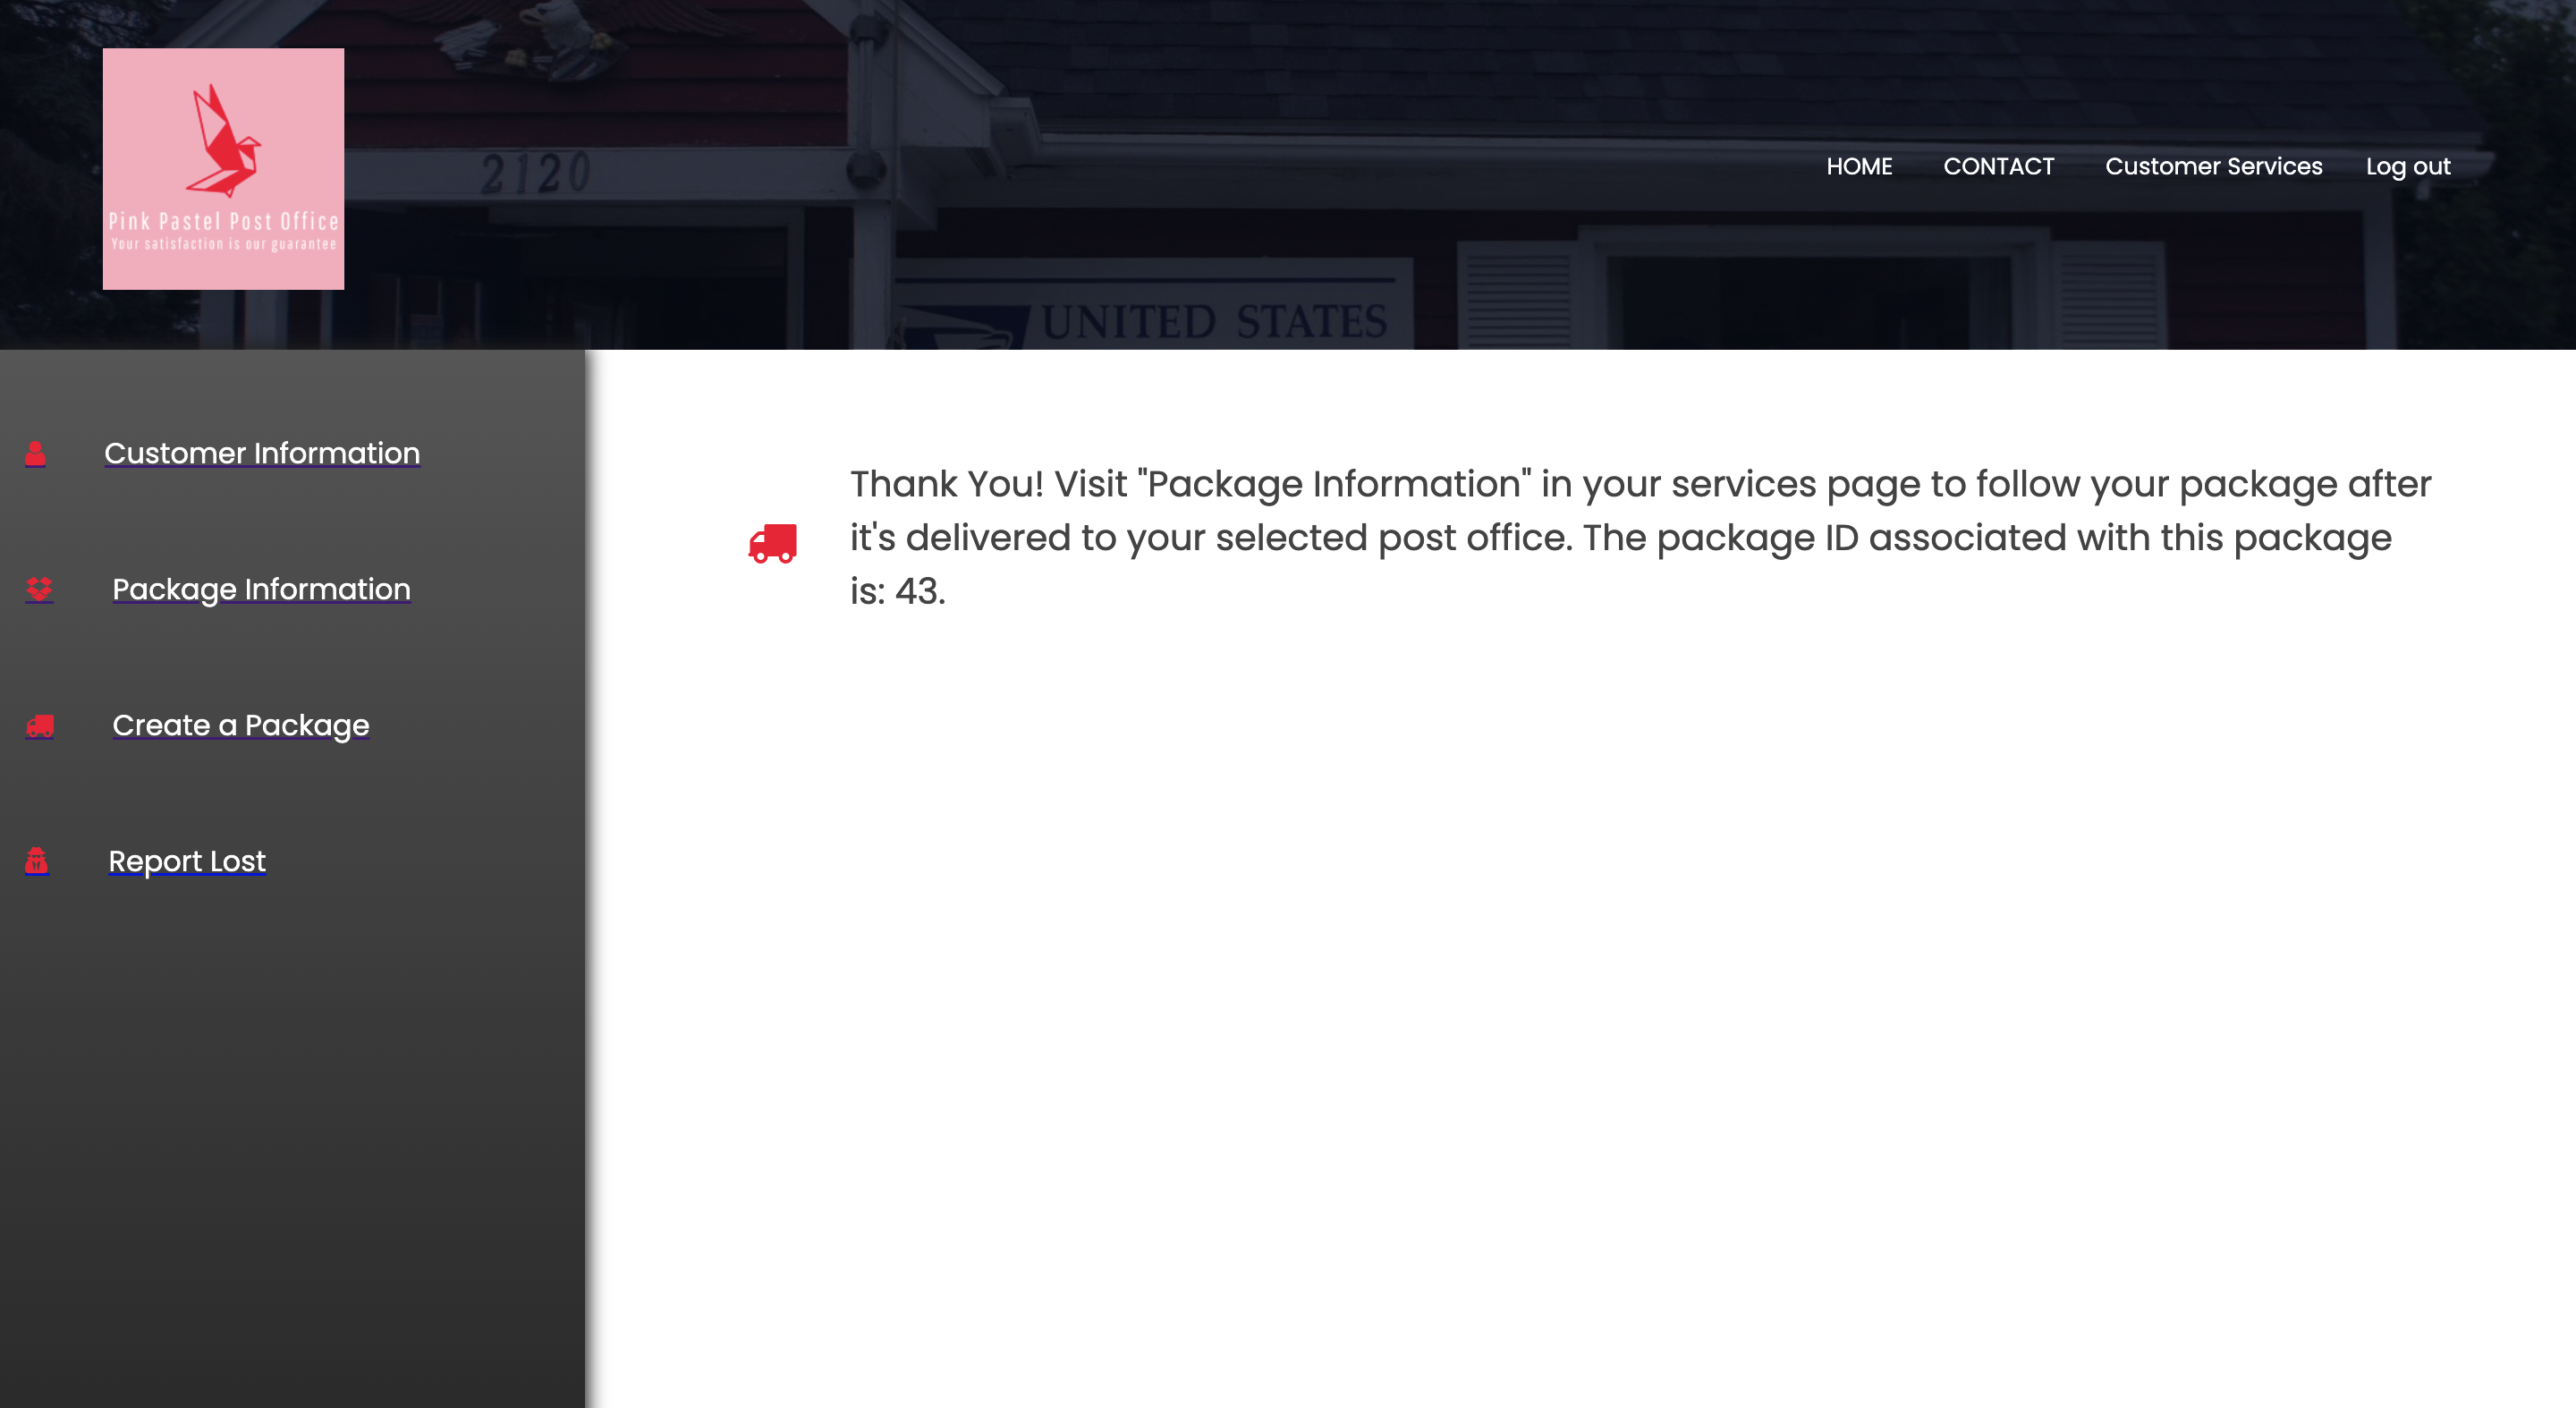 Pink Pastel Post Office
Your satisfaction is our guarantee
2120
HOME CONTACT Customer Services Log out
UNITED STATES
Customer Information
Package Information
Create a Package
Report Lost
Thank You! Visit "Package Information" in your services page to follow your package after
it's delivered to your selected post office. The package ID associated with this package
is: 43.